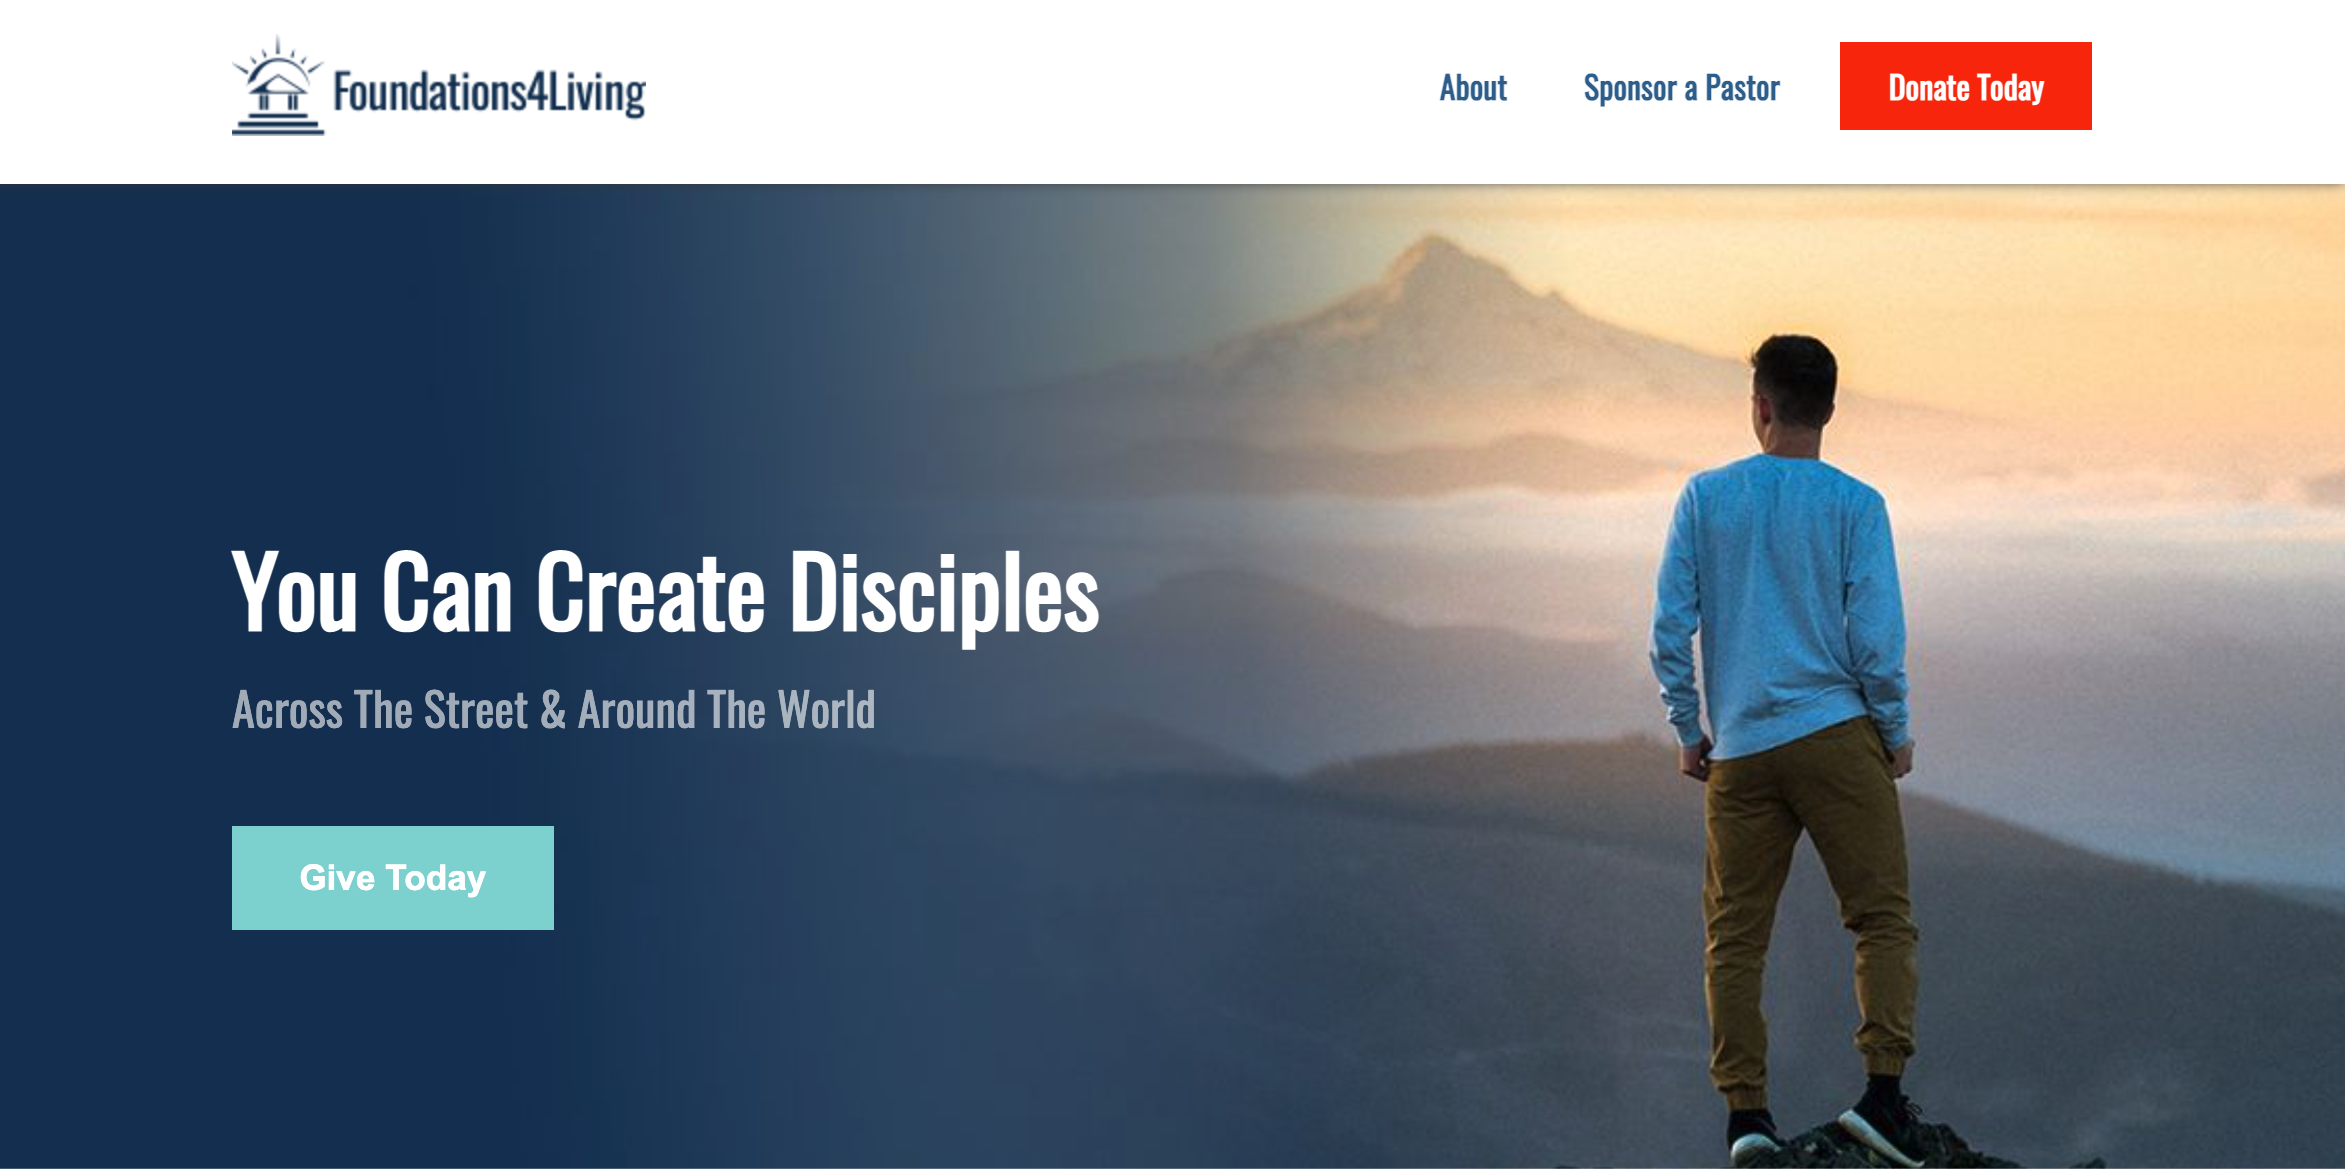 Foundations4Living
About
Sponsor a Pastor
Donate Today
You Can Create Disciples
Across The Street & Around The World
Give Today